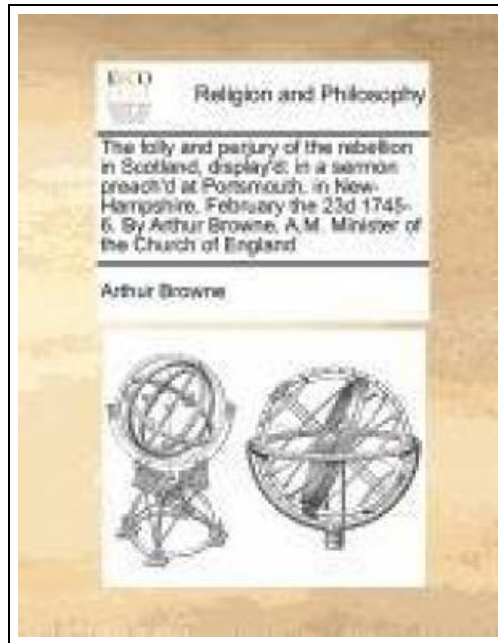 ECCO
Religion and Philosophy
The folly and perjury of the rebellion
in Scotland, display'd: in a sermon
preach'd at Portsmouth, in New-
Hampshire, February the 23d 1745-
6. By Arthur Browne, A.M. Minister of
the Church of England
Arthur Browne